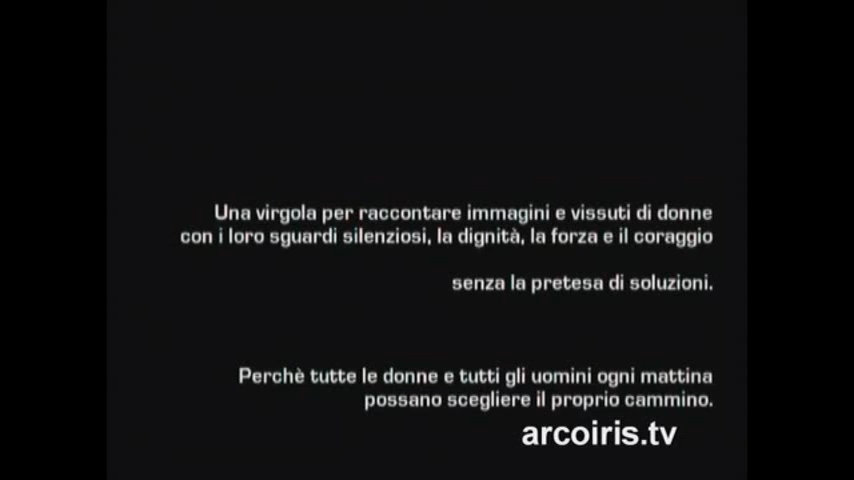 Una virgola per raccontare immagini e vissuti di donne
con i loro sguardi silenziosi, la dignità, la forza e il coraggio
senza la pretesa di soluzioni.
Perchè tutte le donne e tutti gli uomini ogni mattina
possano scegliere il proprio cammino.
arcoiris.tv